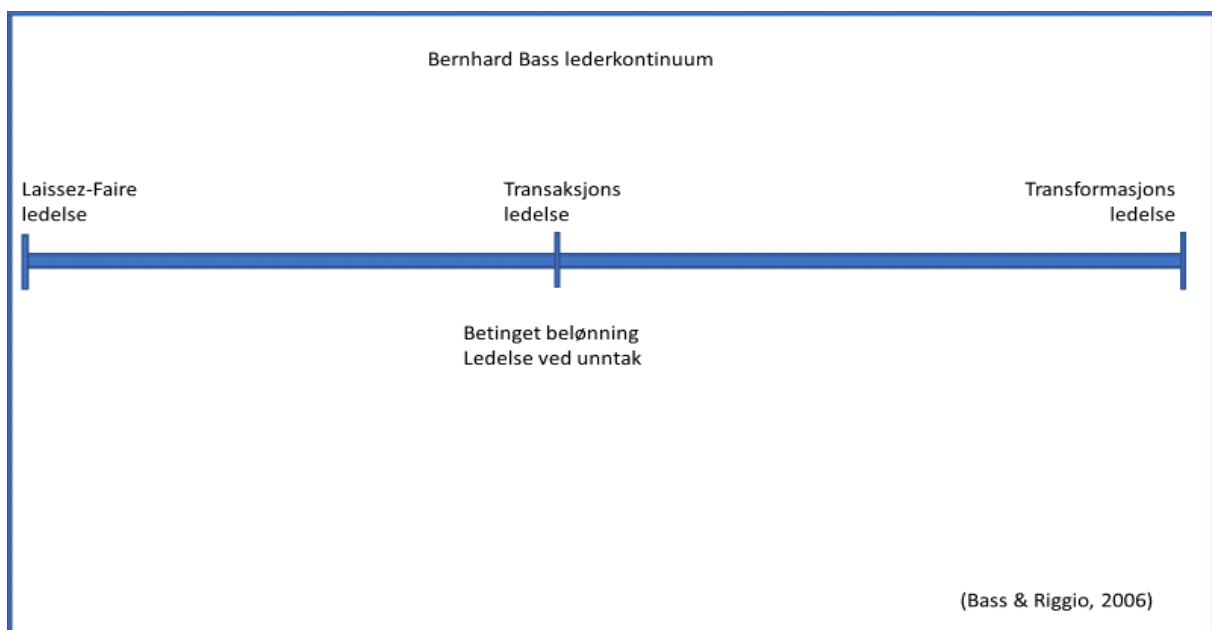 Bernhard Bass lederkontinuum
Laissez-Faire
ledelse
Transaksjons
ledelse
Transformasjons
ledelse
Betinget belønning
Ledelse ved unntak
(Bass & Riggio, 2006)